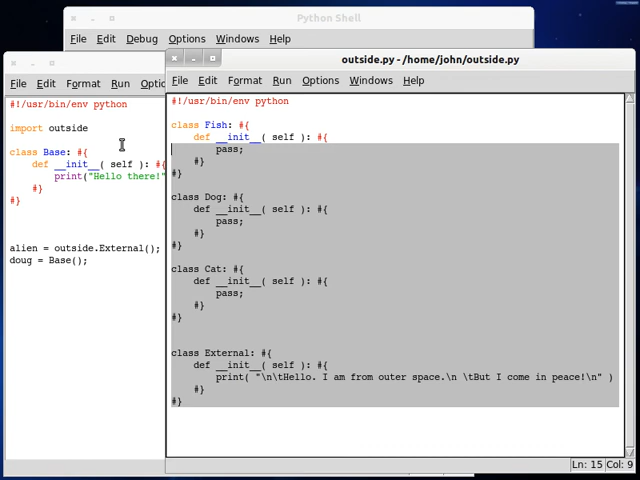 Python Shell
File Edit Debug Options Windows Help
File Edit Format Run Optio
#!/usr/bin/env python
import outside
class Base: #{
def __init__( self ): #{
print("Hello there!"
#}
#}
alien = outside.External();
doug = Base();
outside.py - /home/john/outside.py
File Edit Format Run Options Windows Help
#!/usr/bin/env python
class Fish: #{
def __init__( self ): #{
pass;
#}
#}
class Dog: #{
def __init__( self ): #{
pass;
#}
#}
class Cat: #{
def __init__( self ): #{
pass;
#}
#}
class External: #{
def __init__( self ): #{
print( "\n\tHello. I am from outer space.\n \tBut I come in peace!\n" )
#}
#}
Ln: 15 Col: 9